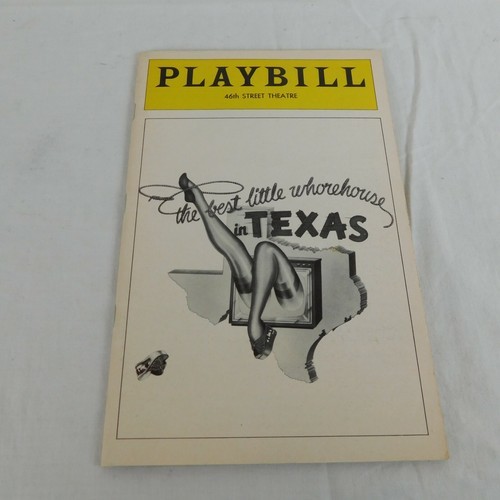 PLAYBILL
46th STREET THEATRE
the best little whorehouse
in TEXAS